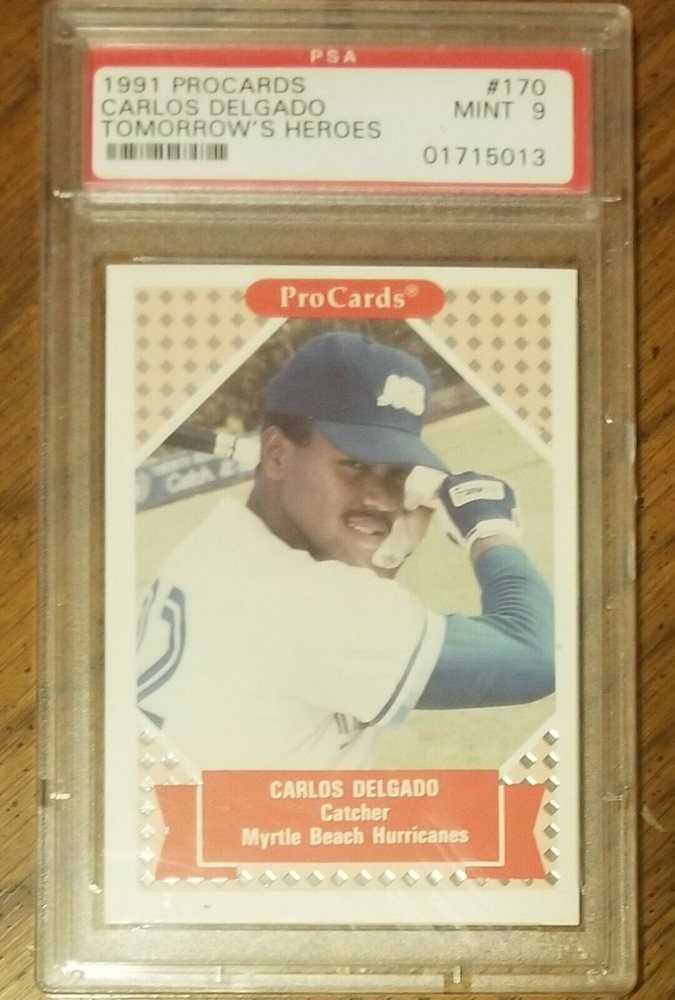 PSA
1991 PROCARDS #170
CARLOS DELGADO MINT 9
TOMORROW'S HEROES
01715013
ProCards®
CARLOS DELGADO
Catcher
Myrtle Beach Hurricanes